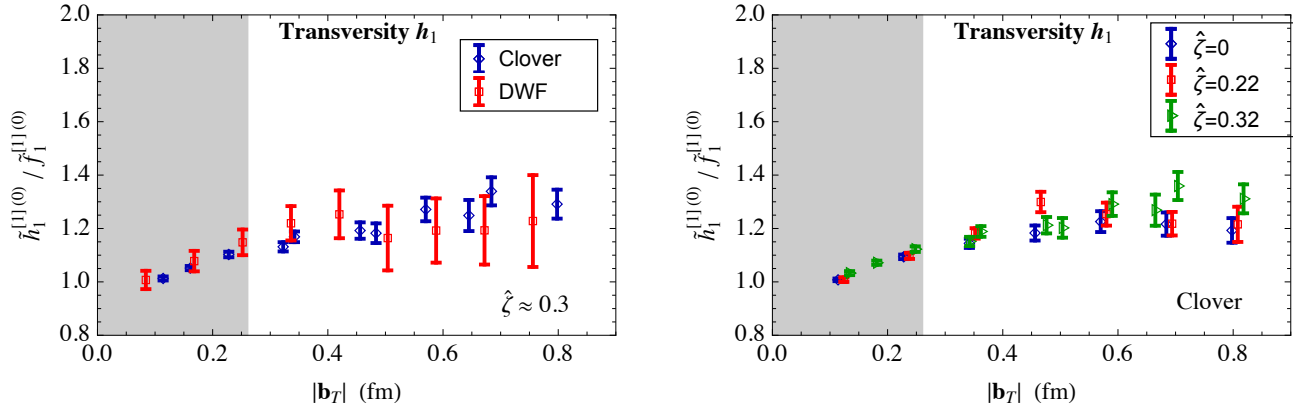 Transversity h₁
Clover
DWF
2.0
1.8
1.6
1.4
1.2
1.0
0.8
h̃₁^[1](0) / f̃₁^[1](0)
ζ̂ ≈ 0.3
0.0 0.2 0.4 0.6 0.8
|b_T| (fm)
Transversity h₁
ζ̂=0
ζ̂=0.22
ζ̂=0.32
2.0
1.8
1.6
1.4
1.2
1.0
0.8
h̃₁^[1](0) / f̃₁^[1](0)
Clover
0.0 0.2 0.4 0.6 0.8
|b_T| (fm)